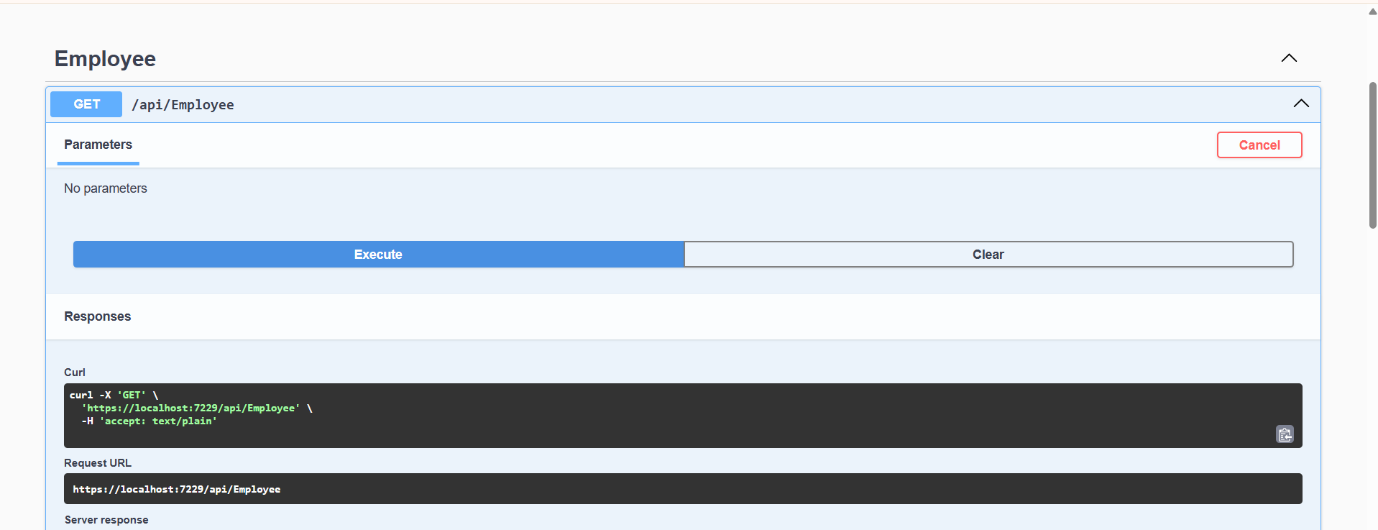 Employee
GET /api/Employee
Parameters
Cancel
No parameters
Execute
Clear
Responses
Curl
curl -X 'GET' \
  'https://localhost:7229/api/Employee' \
  -H 'accept: text/plain'
Request URL
https://localhost:7229/api/Employee
Server response